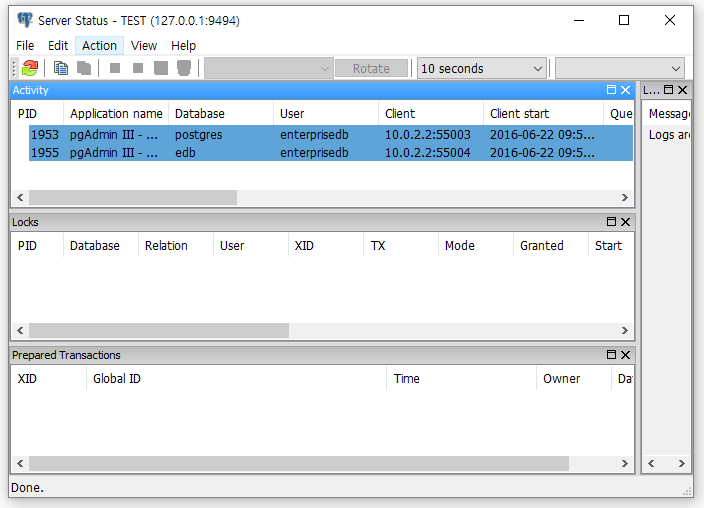 Server Status - TEST (127.0.0.1:9494)
File Edit Action View Help
Rotate 10 seconds
Activity
PID Application name Database User Client Client start Que
1953 pgAdmin III - ... postgres enterprisedb 10.0.2.2:55003 2016-06-22 09:5...
1955 pgAdmin III - ... edb enterprisedb 10.0.2.2:55004 2016-06-22 09:5...
L...
Message
Logs are
Locks
PID Database Relation User XID TX Mode Granted Start
Prepared Transactions
XID Global ID Time Owner Da
Done.